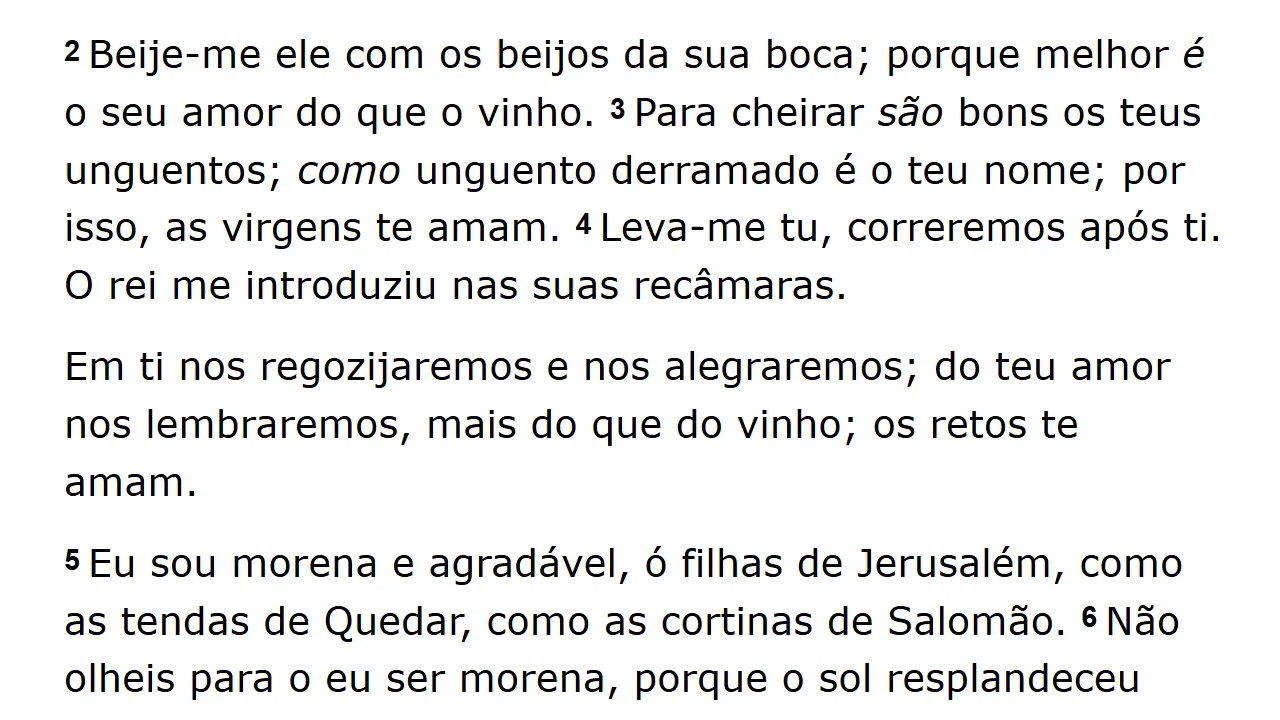 2 Beije-me ele com os beijos da sua boca; porque melhor é
o seu amor do que o vinho. 3 Para cheirar são bons os teus
unguentos; como unguento derramado é o teu nome; por
isso, as virgens te amam. 4 Leva-me tu, correremos após ti.
O rei me introduziu nas suas recâmaras.
Em ti nos regozijaremos e nos alegraremos; do teu amor
nos lembraremos, mais do que do vinho; os retos te
amam.
5 Eu sou morena e agradável, ó filhas de Jerusalém, como
as tendas de Quedar, como as cortinas de Salomão. 6 Não
olheis para o eu ser morena, porque o sol resplandeceu